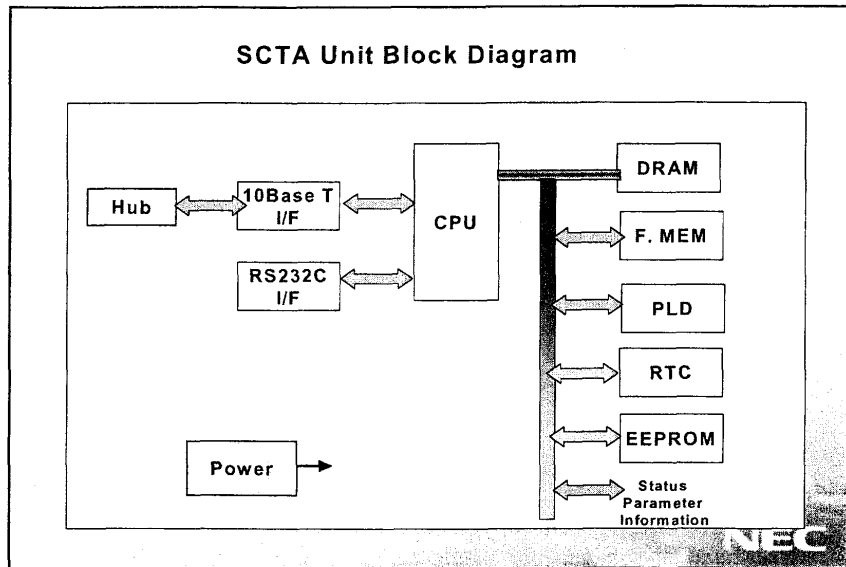 SCTA Unit Block Diagram
Hub
10Base T
I/F
RS232C
I/F
CPU
DRAM
F. MEM
PLD
RTC
EEPROM
Status
Parameter
Information
Power
NEC